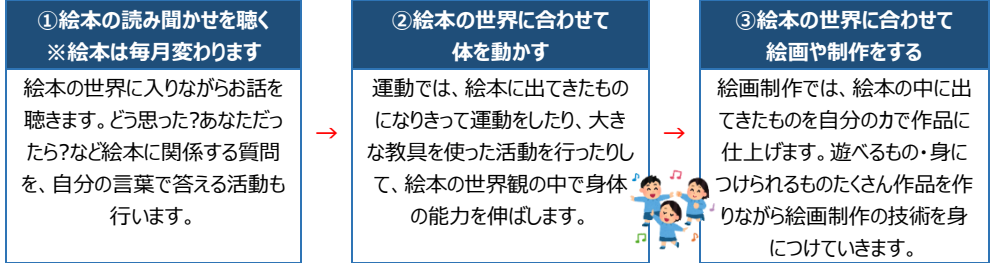 ①絵本の読み聞かせを聴く
※絵本は毎月変わります
絵本の世界に入りながらお話を
聴きます。どう思った?あなただっ
たら?など絵本に関係する質問
を、自分の言葉で答える活動も
行います。
→
②絵本の世界に合わせて
体を動かす
運動では、絵本に出てきたもの
になりきって運動をしたり、大き
な教具を使った活動を行ったりし
て、絵本の世界観の中で身体
の能力を伸ばします。
→
③絵本の世界に合わせて
絵画や制作をする
絵画制作では、絵本の中に出
てきたものを自分の力で作品に
仕上げます。遊べるもの・身に
つけられるものたくさん作品を作
りながら絵画制作の技術を身
につけていきます。